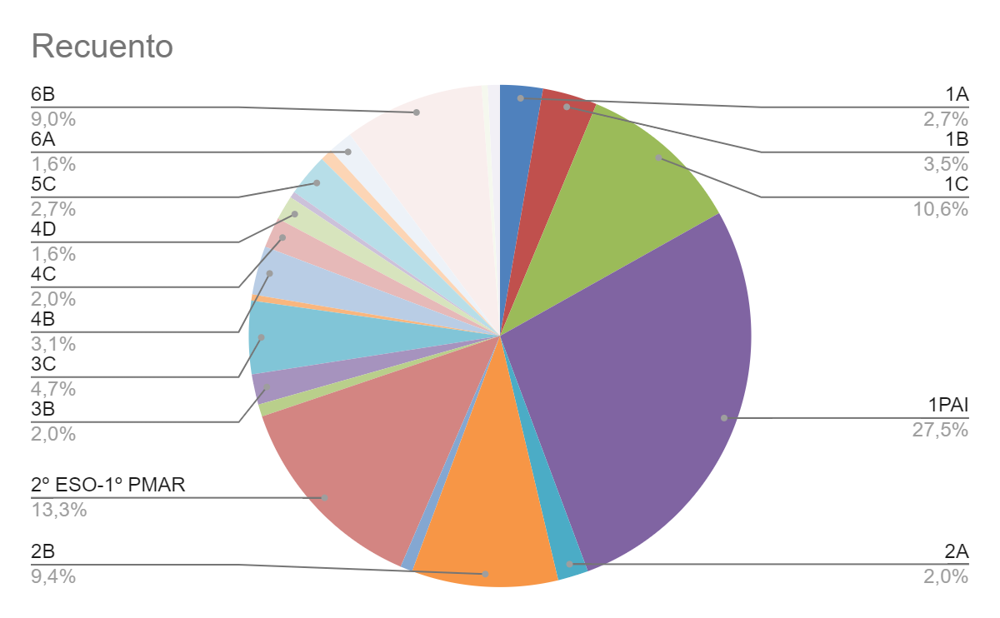 Recuento
6B
9,0%
6A
1,6%
5C
2,7%
4D
1,6%
4C
2,0%
4B
3,1%
3C
4,7%
3B
2,0%
2º ESO-1º PMAR
13,3%
2B
9,4%
1A
2,7%
1B
3,5%
1C
10,6%
1PAI
27,5%
2A
2,0%